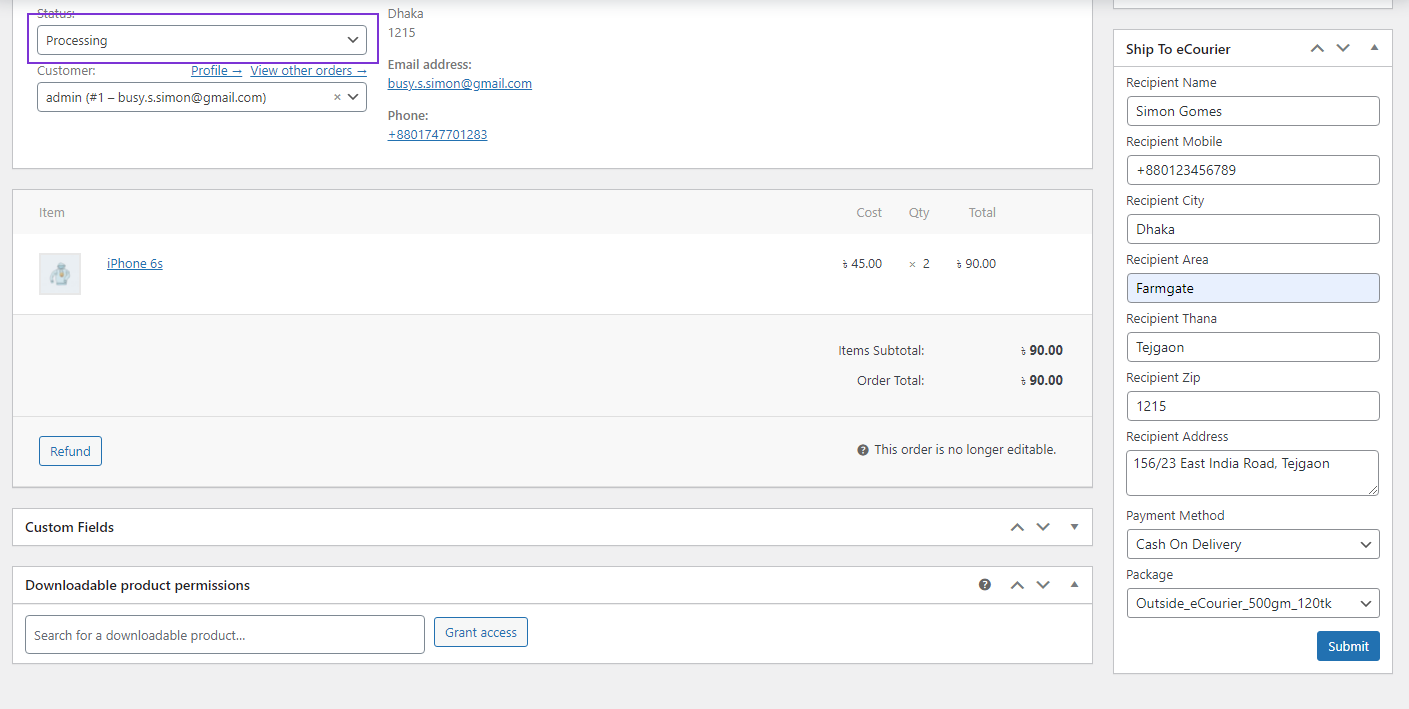 Status:
Processing
Customer: Profile → View other orders →
admin (#1 – busy.s.simon@gmail.com) ×
Dhaka
1215
Email address:
busy.s.simon@gmail.com
Phone:
+8801747701283
Item Cost Qty Total
iPhone 6s ৳ 45.00 × 2 ৳ 90.00
Items Subtotal: ৳ 90.00
Order Total: ৳ 90.00
Refund
This order is no longer editable.
Custom Fields
Downloadable product permissions
Search for a downloadable product...
Grant access
Ship To eCourier
Recipient Name
Simon Gomes
Recipient Mobile
+880123456789
Recipient City
Dhaka
Recipient Area
Farmgate
Recipient Thana
Tejgaon
Recipient Zip
1215
Recipient Address
156/23 East India Road, Tejgaon
Payment Method
Cash On Delivery
Package
Outside_eCourier_500gm_120tk
Submit